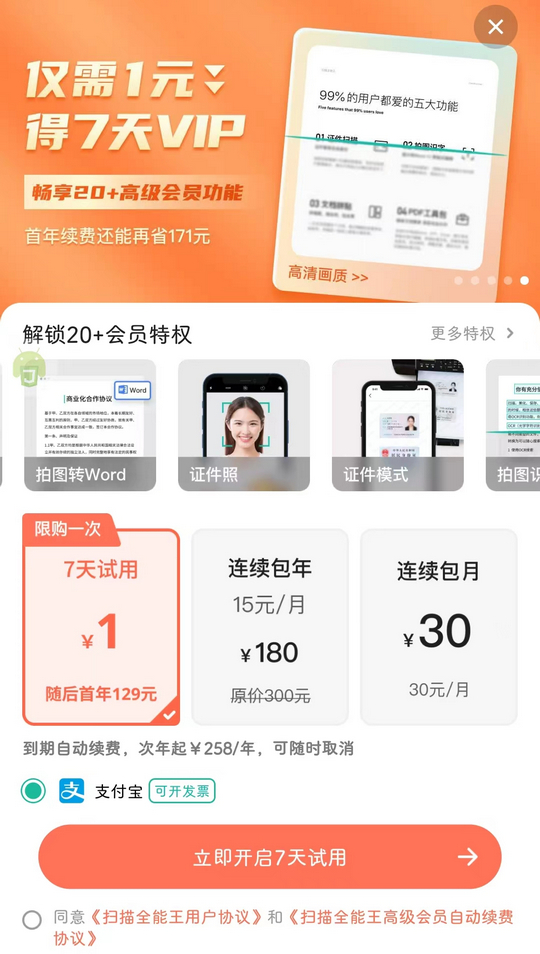 仅需1元
得7天VIP
畅享20+高级会员功能
首年续费还能再省171元
99%的用户都爱的五大功能
Five features that 99% users love
01 证件扫描
02 拍图识字
03 文档拼贴
04 PDF工具包
高清画质 >>
解锁20+会员特权
更多特权
商业化合作协议
Word
拍图转Word
证件照
证件模式
拍图识
限购一次
7天试用
¥1
随后首年129元
连续包年
15元/月
¥180
原价300元
连续包月
¥30
30元/月
到期自动续费，次年起¥258/年，可随时取消
支付宝
可开发票
立即开启7天试用
同意《扫描全能王用户协议》和《扫描全能王高级会员自动续费
协议》